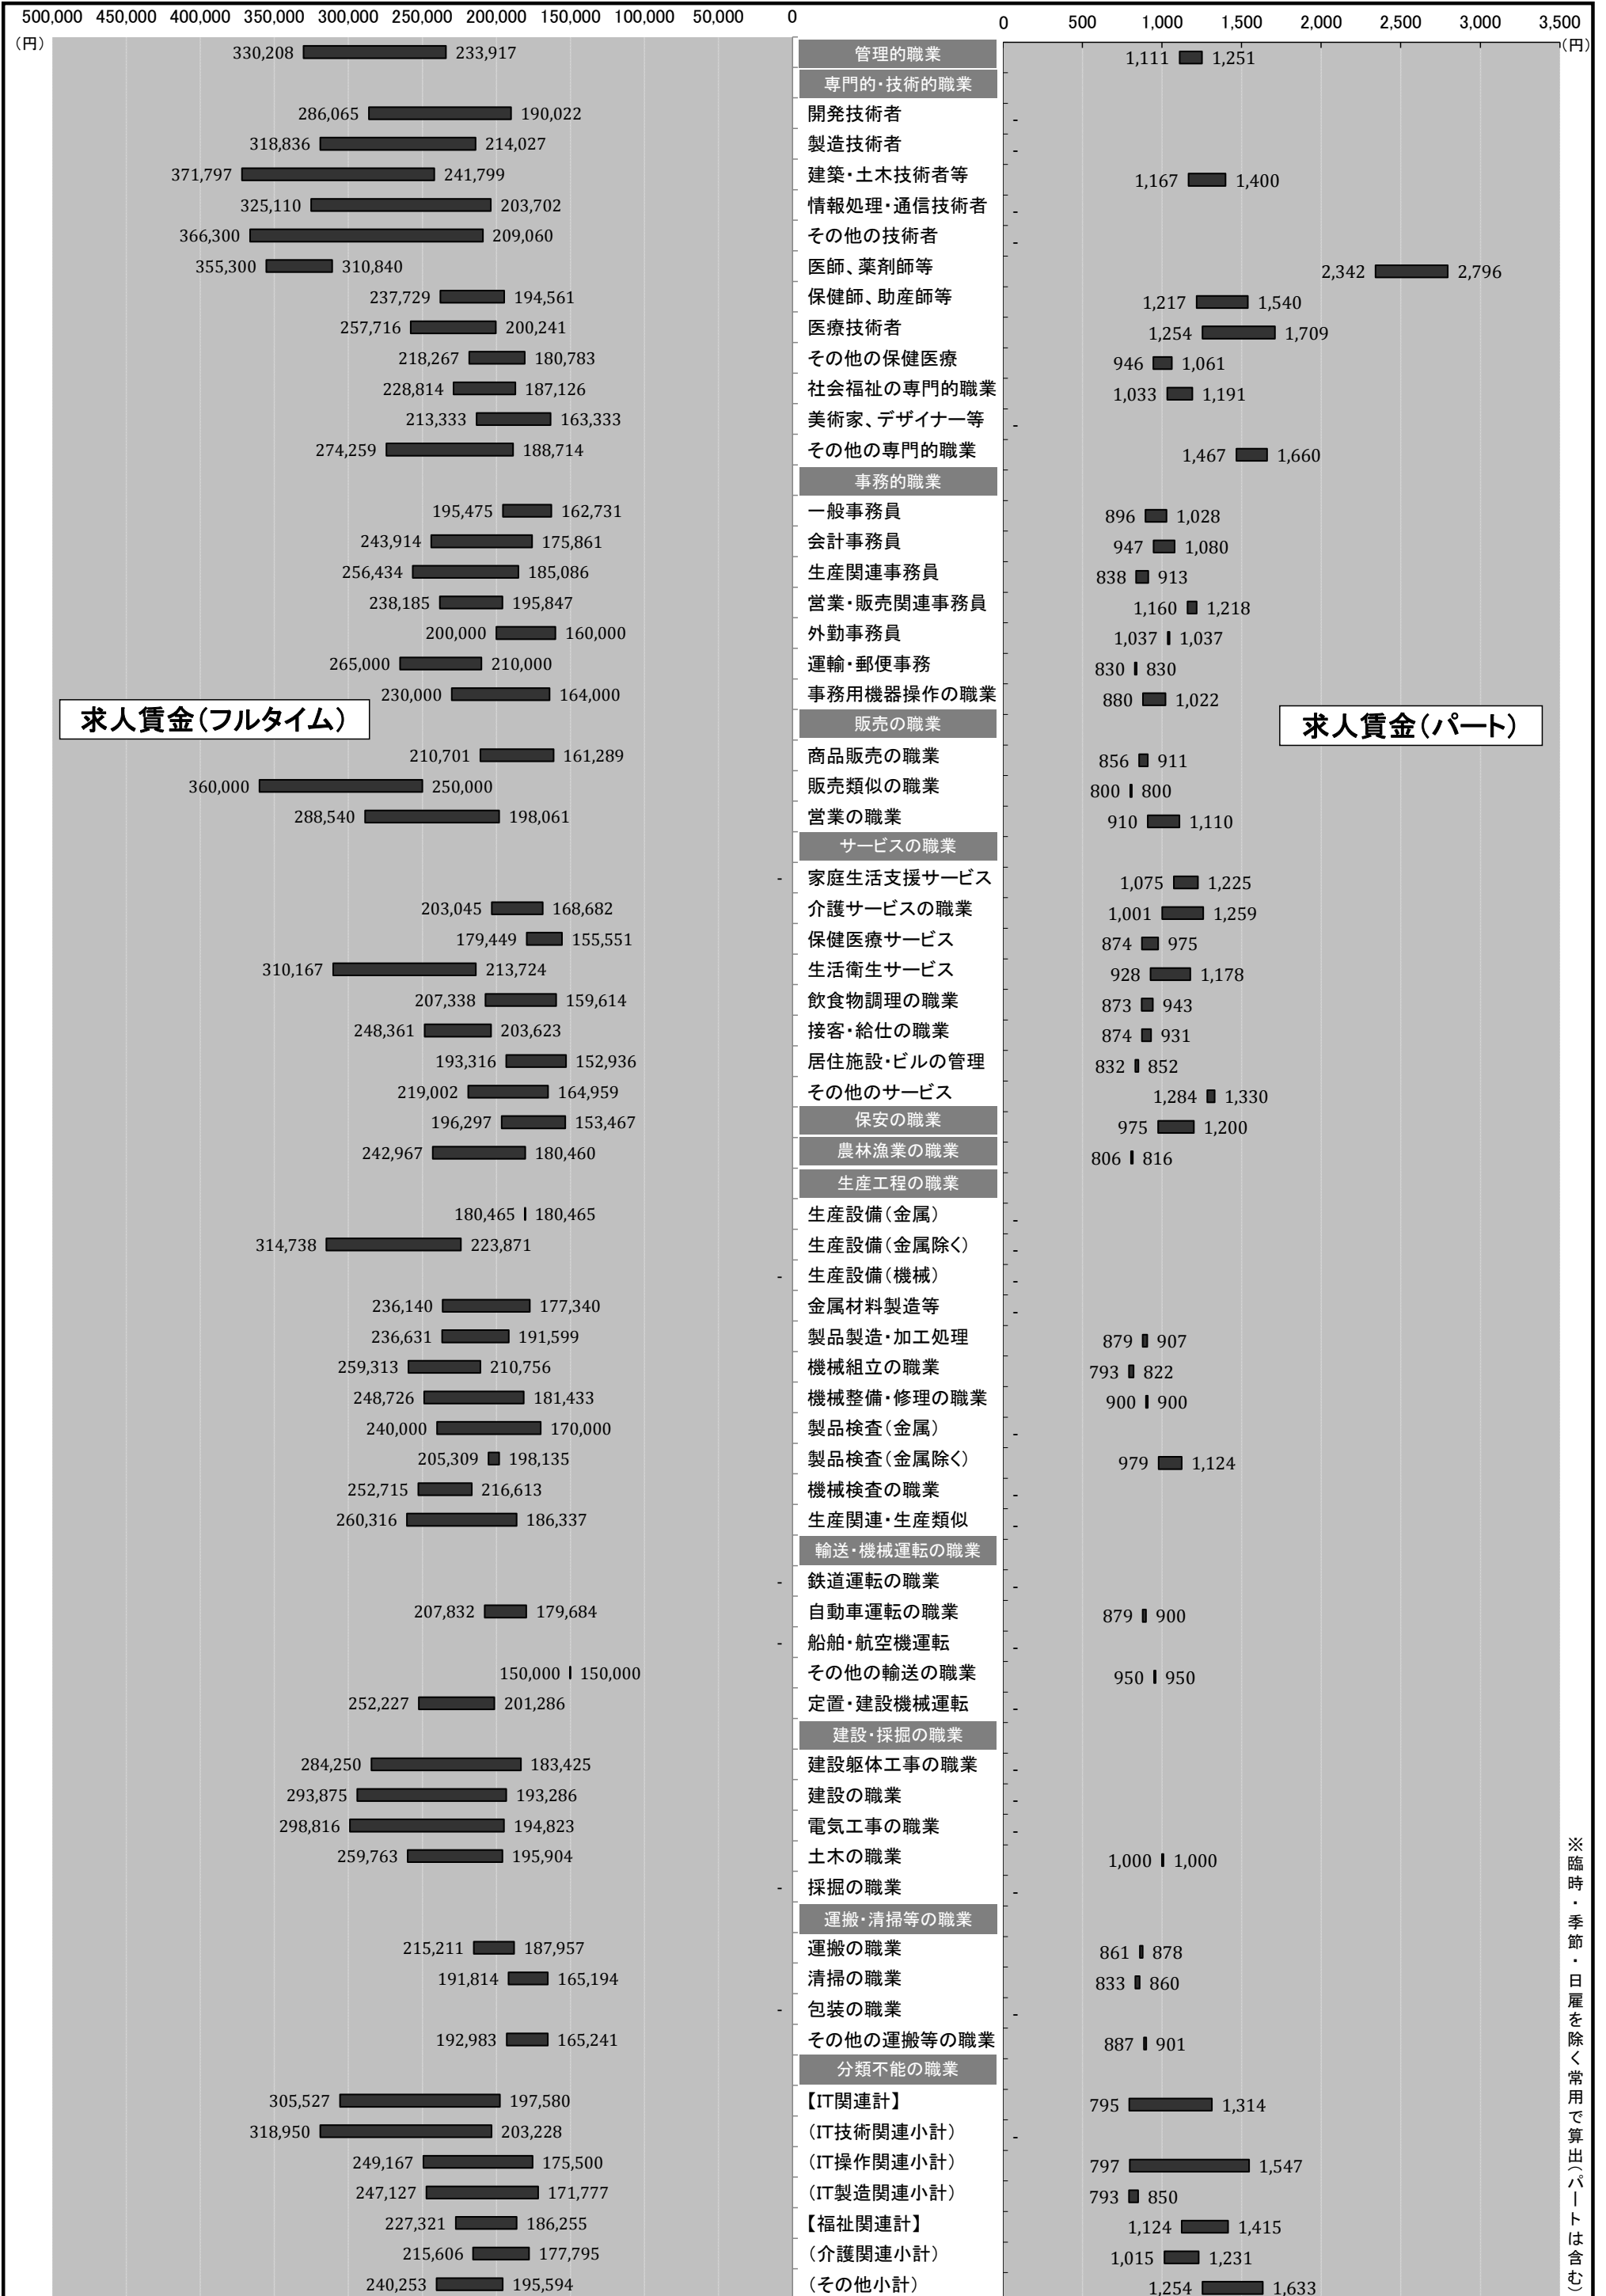 500,000 450,000 400,000 350,000 300,000 250,000 200,000 150,000 100,000 50,000 0 0 500 1,000 1,500 2,000 2,500 3,000 3,500
(円) (円)
330,208 233,917 管理的職業 1,111 1,251
専門的・技術的職業
286,065 190,022 開発技術者 -
318,836 214,027 製造技術者 -
371,797 241,799 建築・土木技術者等 1,167 1,400
325,110 203,702 情報処理・通信技術者 -
366,300 209,060 その他の技術者 -
355,300 310,840 医師、薬剤師等 2,342 2,796
237,729 194,561 保健師、助産師等 1,217 1,540
257,716 200,241 医療技術者 1,254 1,709
218,267 180,783 その他の保健医療 946 1,061
228,814 187,126 社会福祉の専門的職業 1,033 1,191
213,333 163,333 美術家、デザイナー等 -
274,259 188,714 その他の専門的職業 1,467 1,660
事務的職業
195,475 162,731 一般事務員 896 1,028
243,914 175,861 会計事務員 947 1,080
256,434 185,086 生産関連事務員 838 913
238,185 195,847 営業・販売関連事務員 1,160 1,218
200,000 160,000 外勤事務員 1,037 1,037
265,000 210,000 運輸・郵便事務 830 830
230,000 164,000 事務用機器操作の職業 880 1,022
求人賃金(フルタイム) 販売の職業 求人賃金(パート)
210,701 161,289 商品販売の職業 856 911
360,000 250,000 販売類似の職業 800 800
288,540 198,061 営業の職業 910 1,110
サービスの職業
- 家庭生活支援サービス 1,075 1,225
203,045 168,682 介護サービスの職業 1,001 1,259
179,449 155,551 保健医療サービス 874 975
310,167 213,724 生活衛生サービス 928 1,178
207,338 159,614 飲食物調理の職業 873 943
248,361 203,623 接客・給仕の職業 874 931
193,316 152,936 居住施設・ビルの管理 832 852
219,002 164,959 その他のサービス 1,284 1,330
196,297 153,467 保安の職業 975 1,200
242,967 180,460 農林漁業の職業 806 816
生産工程の職業
180,465 180,465 生産設備(金属) -
314,738 223,871 生産設備(金属除く) -
- 生産設備(機械) -
236,140 177,340 金属材料製造等 -
236,631 191,599 製品製造・加工処理 879 907
259,313 210,756 機械組立の職業 793 822
248,726 181,433 機械整備・修理の職業 900 900
240,000 170,000 製品検査(金属) -
205,309 198,135 製品検査(金属除く) 979 1,124
252,715 216,613 機械検査の職業 -
260,316 186,337 生産関連・生産類似 -
輸送・機械運転の職業
- 鉄道運転の職業 -
207,832 179,684 自動車運転の職業 879 900
- 船舶・航空機運転 -
150,000 150,000 その他の輸送の職業 950 950
252,227 201,286 定置・建設機械運転 -
建設・採掘の職業
284,250 183,425 建設躯体工事の職業 -
293,875 193,286 建設の職業 -
298,816 194,823 電気工事の職業 -
259,763 195,904 土木の職業 1,000 1,000
- 採掘の職業 -
運搬・清掃等の職業
215,211 187,957 運搬の職業 861 878
191,814 165,194 清掃の職業 833 860
- 包装の職業 -
192,983 165,241 その他の運搬等の職業 887 901
分類不能の職業
305,527 197,580 【IT関連計】 795 1,314
318,950 203,228 (IT技術関連小計) -
249,167 175,500 (IT操作関連小計) 797 1,547
247,127 171,777 (IT製造関連小計) 793 850
227,321 186,255 【福祉関連計】 1,124 1,415
215,606 177,795 (介護関連小計) 1,015 1,231
240,253 195,594 (その他小計) 1,254 1,633
※臨時・季節・日雇を除く常用で算出(パートは含む)